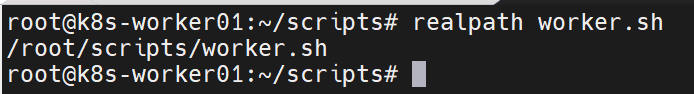 root@k8s-worker01:~/scripts# realpath worker.sh
/root/scripts/worker.sh
root@k8s-worker01:~/scripts#